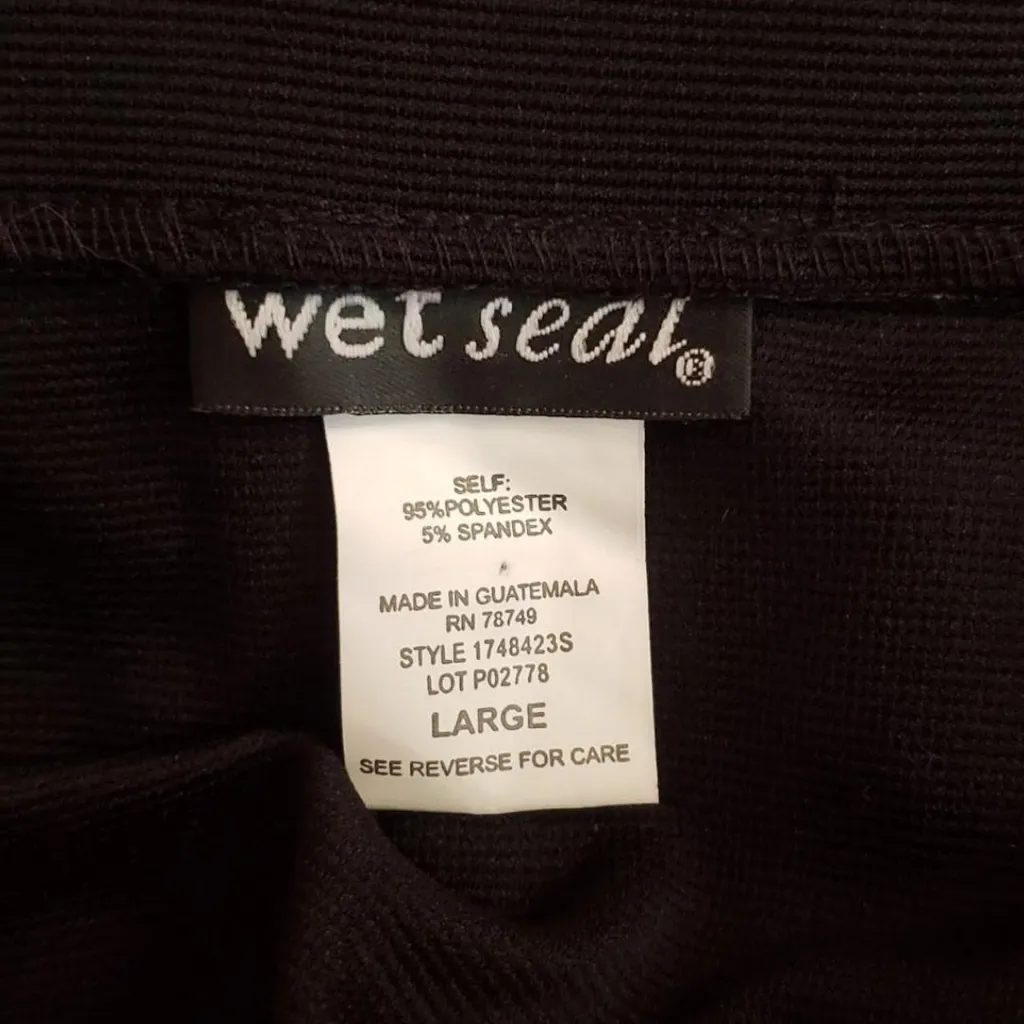 wet seal®
SELF:
95%POLYESTER
5% SPANDEX
MADE IN GUATEMALA
RN 78749
STYLE 1748423S
LOT P02778
LARGE
SEE REVERSE FOR CARE